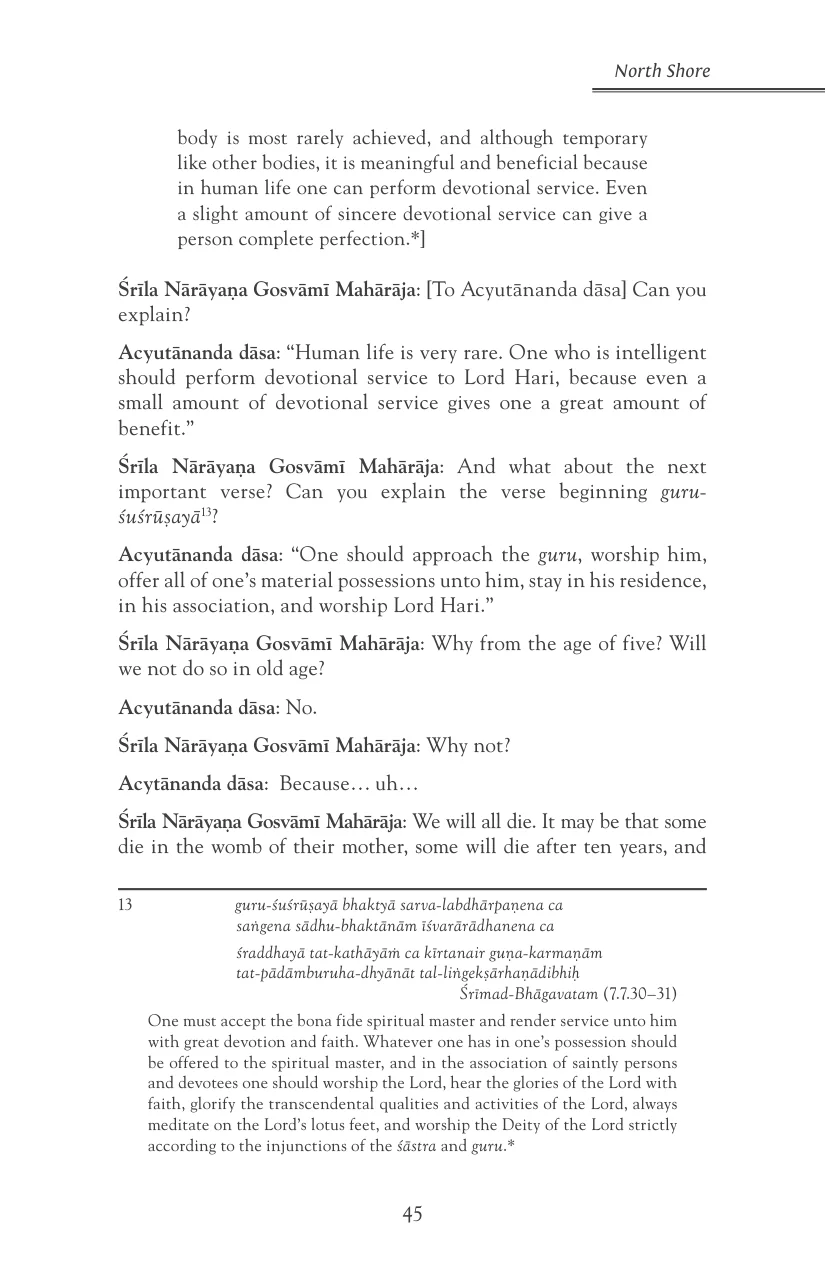 North Shore
body is most rarely achieved, and although temporary
like other bodies, it is meaningful and beneficial because
in human life one can perform devotional service. Even
a slight amount of sincere devotional service can give a
person complete perfection.*]
Śrīla Nārāyaṇa Gosvāmī Mahārāja: [To Acyutānanda dāsa] Can you
explain?
Acyutānanda dāsa: “Human life is very rare. One who is intelligent
should perform devotional service to Lord Hari, because even a
small amount of devotional service gives one a great amount of
benefit.”
Śrīla Nārāyaṇa Gosvāmī Mahārāja: And what about the next
important verse? Can you explain the verse beginning guru-
śuśrūṣayā13?
Acyutānanda dāsa: “One should approach the guru, worship him,
offer all of one’s material possessions unto him, stay in his residence,
in his association, and worship Lord Hari.”
Śrīla Nārāyaṇa Gosvāmī Mahārāja: Why from the age of five? Will
we not do so in old age?
Acyutānanda dāsa: No.
Śrīla Nārāyaṇa Gosvāmī Mahārāja: Why not?
Acytānanda dāsa: Because… uh…
Śrīla Nārāyaṇa Gosvāmī Mahārāja: We will all die. It may be that some
die in the womb of their mother, some will die after ten years, and
13 guru-śuśrūṣayā bhaktyā sarva-labdhārpaṇena ca
saṅgena sādhu-bhaktānām īśvarārādhanena ca
śraddhayā tat-kathāyāṁ ca kīrtanair guṇa-karmaṇām
tat-pādāmburuha-dhyānāt tal-liṅgekṣārhaṇādibhiḥ
Śrīmad-Bhāgavatam (7.7.30–31)
One must accept the bona fide spiritual master and render service unto him
with great devotion and faith. Whatever one has in one’s possession should
be offered to the spiritual master, and in the association of saintly persons
and devotees one should worship the Lord, hear the glories of the Lord with
faith, glorify the transcendental qualities and activities of the Lord, always
meditate on the Lord’s lotus feet, and worship the Deity of the Lord strictly
according to the injunctions of the śāstra and guru.*
45